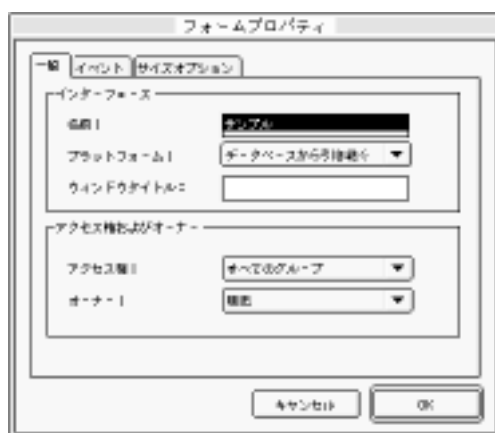 フォームプロパティ
一般 イベント サイズオプション
インターフェース
名前： サンプル
プラットフォーム： データベースから引き継ぐ
ウィンドウタイトル：
アクセス権およびオーナー
アクセス権： すべてのグループ
オーナー：
キャンセル OK